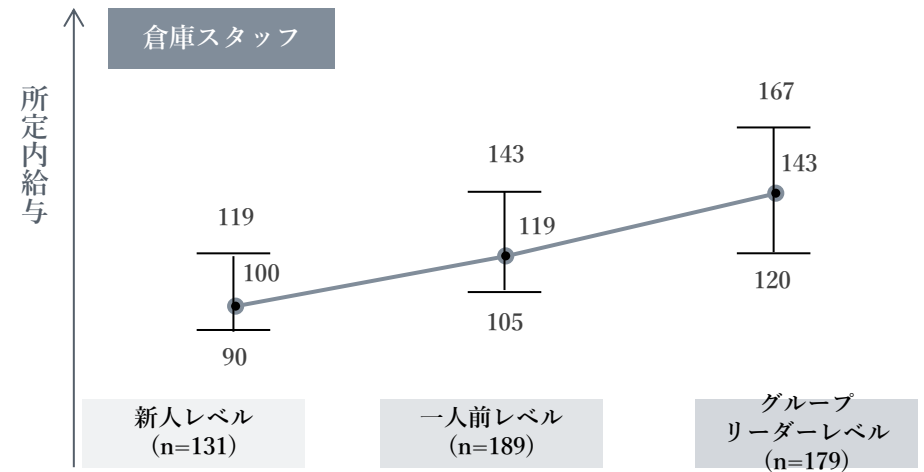 倉庫スタッフ
所定内給与
167
143
143
119
119
100
120
105
90
新人レベル
(n=131)
一人前レベル
(n=189)
グループ
リーダーレベル
(n=179)